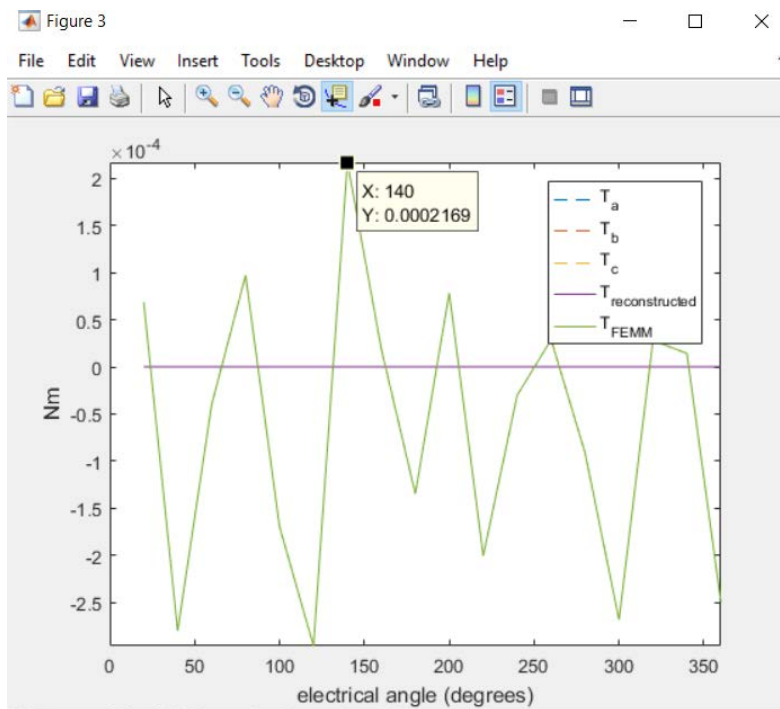 Figure 3
File Edit View Insert Tools Desktop Window Help
×10^-4
2
1.5
1
0.5
0
-0.5
-1
-1.5
-2
-2.5
Nm
X: 140
Y: 0.0002169
T_a
T_b
T_c
T_reconstructed
T_FEMM
0 50 100 150 200 250 300 350
electrical angle (degrees)